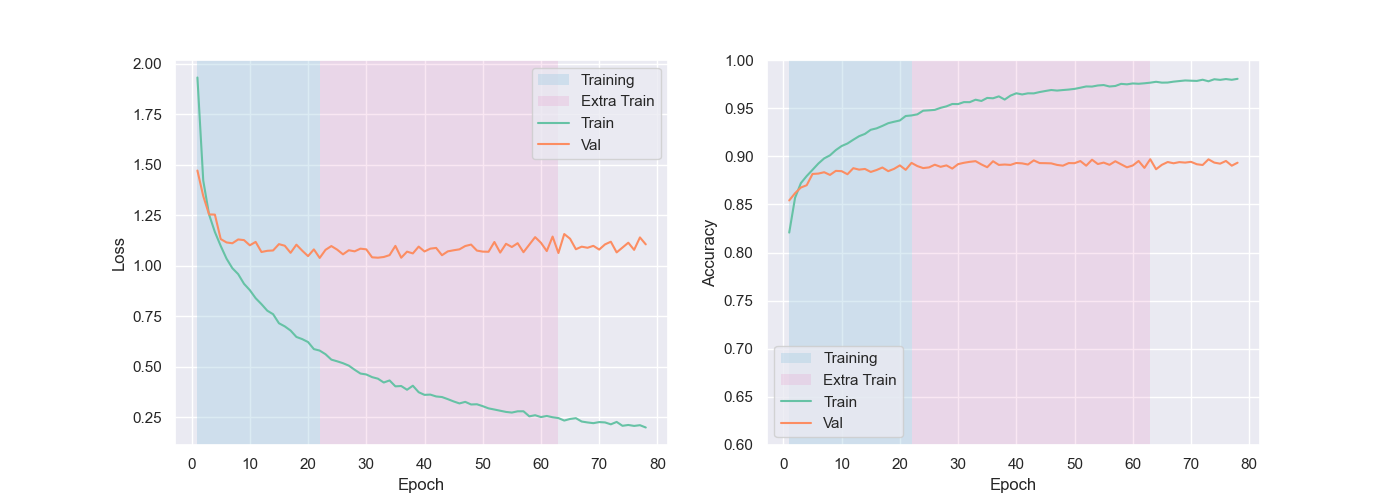 2.00
1.75
1.50
1.25
1.00
0.75
0.50
0.25
Loss
0 10 20 30 40 50 60 70 80
Epoch
Training
Extra Train
Train
Val
1.00
0.95
0.90
0.85
0.80
0.75
0.70
0.65
0.60
Accuracy
0 10 20 30 40 50 60 70 80
Epoch
Training
Extra Train
Train
Val